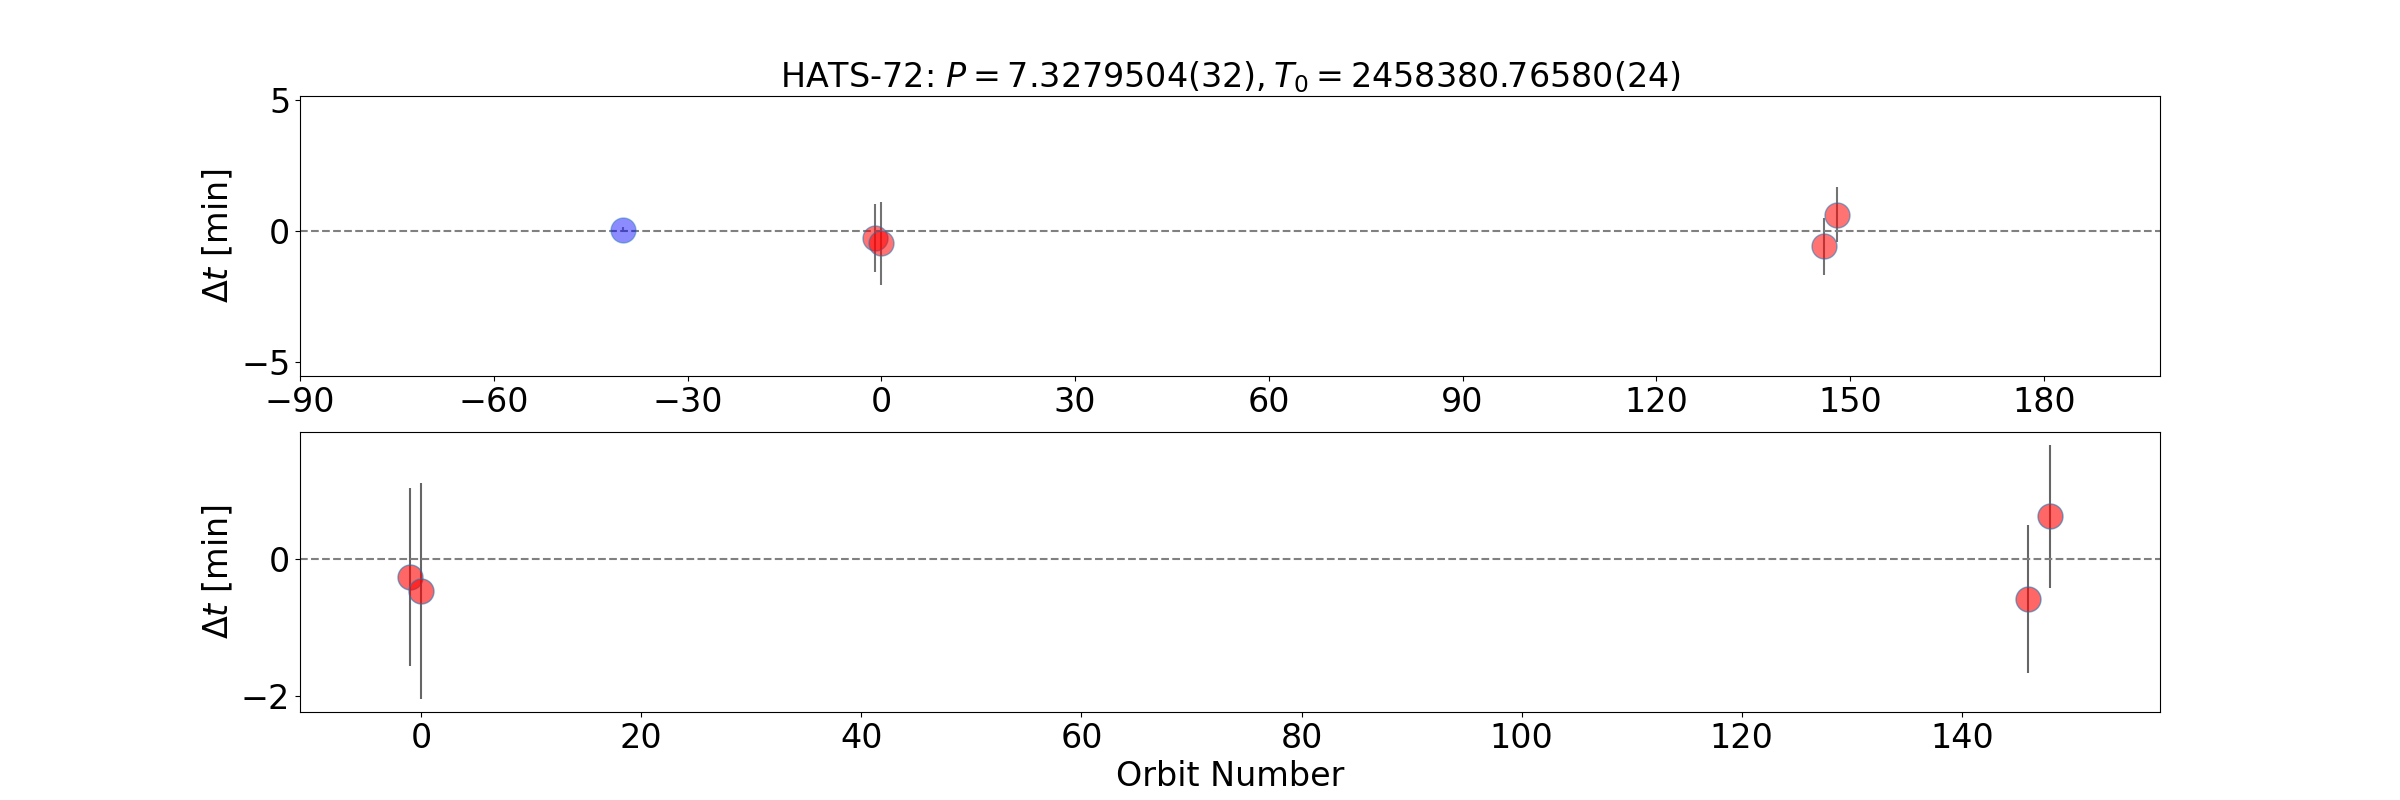 HATS-72: P = 7.3279504(32), T₀ = 2458380.76580(24)
5
0
−5
Δt [min]
−90 −60 −30 0 30 60 90 120 150 180
0
−2
Δt [min]
0 20 40 60 80 100 120 140
Orbit Number